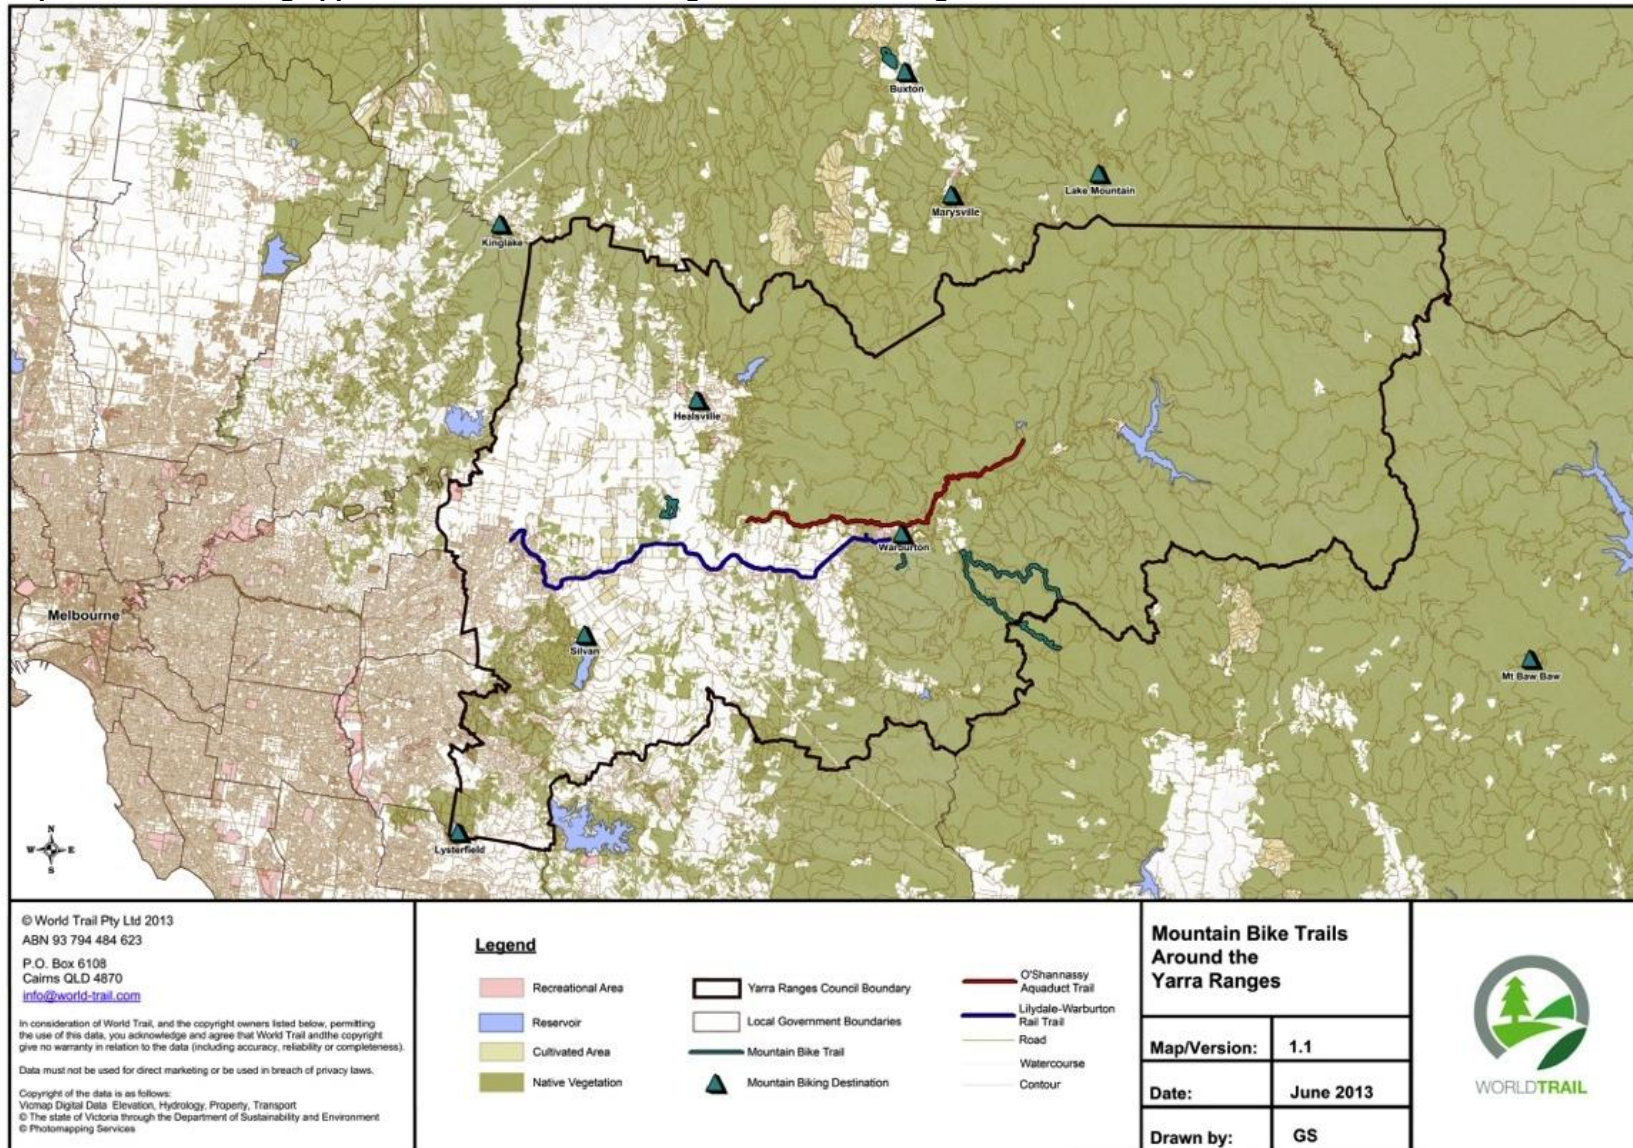 Buxton
Lake Mountain
Marysville
Kinglake
Healsville
Warburton
Melbourne
Silvan
Mt Baw Baw
Lysterfield
N
W E
S
© World Trail Pty Ltd 2013
ABN 93 794 484 623
P.O. Box 6108
Cairns QLD 4870
info@world-trail.com
In consideration of World Trail, and the copyright owners listed below, permitting
the use of this data, you acknowledge and agree that World Trail andthe copyright
give no warranty in relation to the data (including accuracy, reliability or completeness).
Data must not be used for direct marketing or be used in breach of privacy laws.
Copyright of the data is as follows:
Vicmap Digital Data Elevation, Hydrology, Property, Transport
© The state of Victoria through the Department of Sustainability and Environment
© Photomapping Services
Legend
Recreational Area
Reservoir
Cultivated Area
Native Vegetation
Yarra Ranges Council Boundary
Local Government Boundaries
Mountain Bike Trail
Mountain Biking Destination
O'Shannassy
Aquaduct Trail
Lilydale-Warburton
Rail Trail
Road
Watercourse
Contour
Mountain Bike Trails
Around the
Yarra Ranges
Map/Version: 1.1
Date: June 2013
Drawn by: GS
WORLDTRAIL